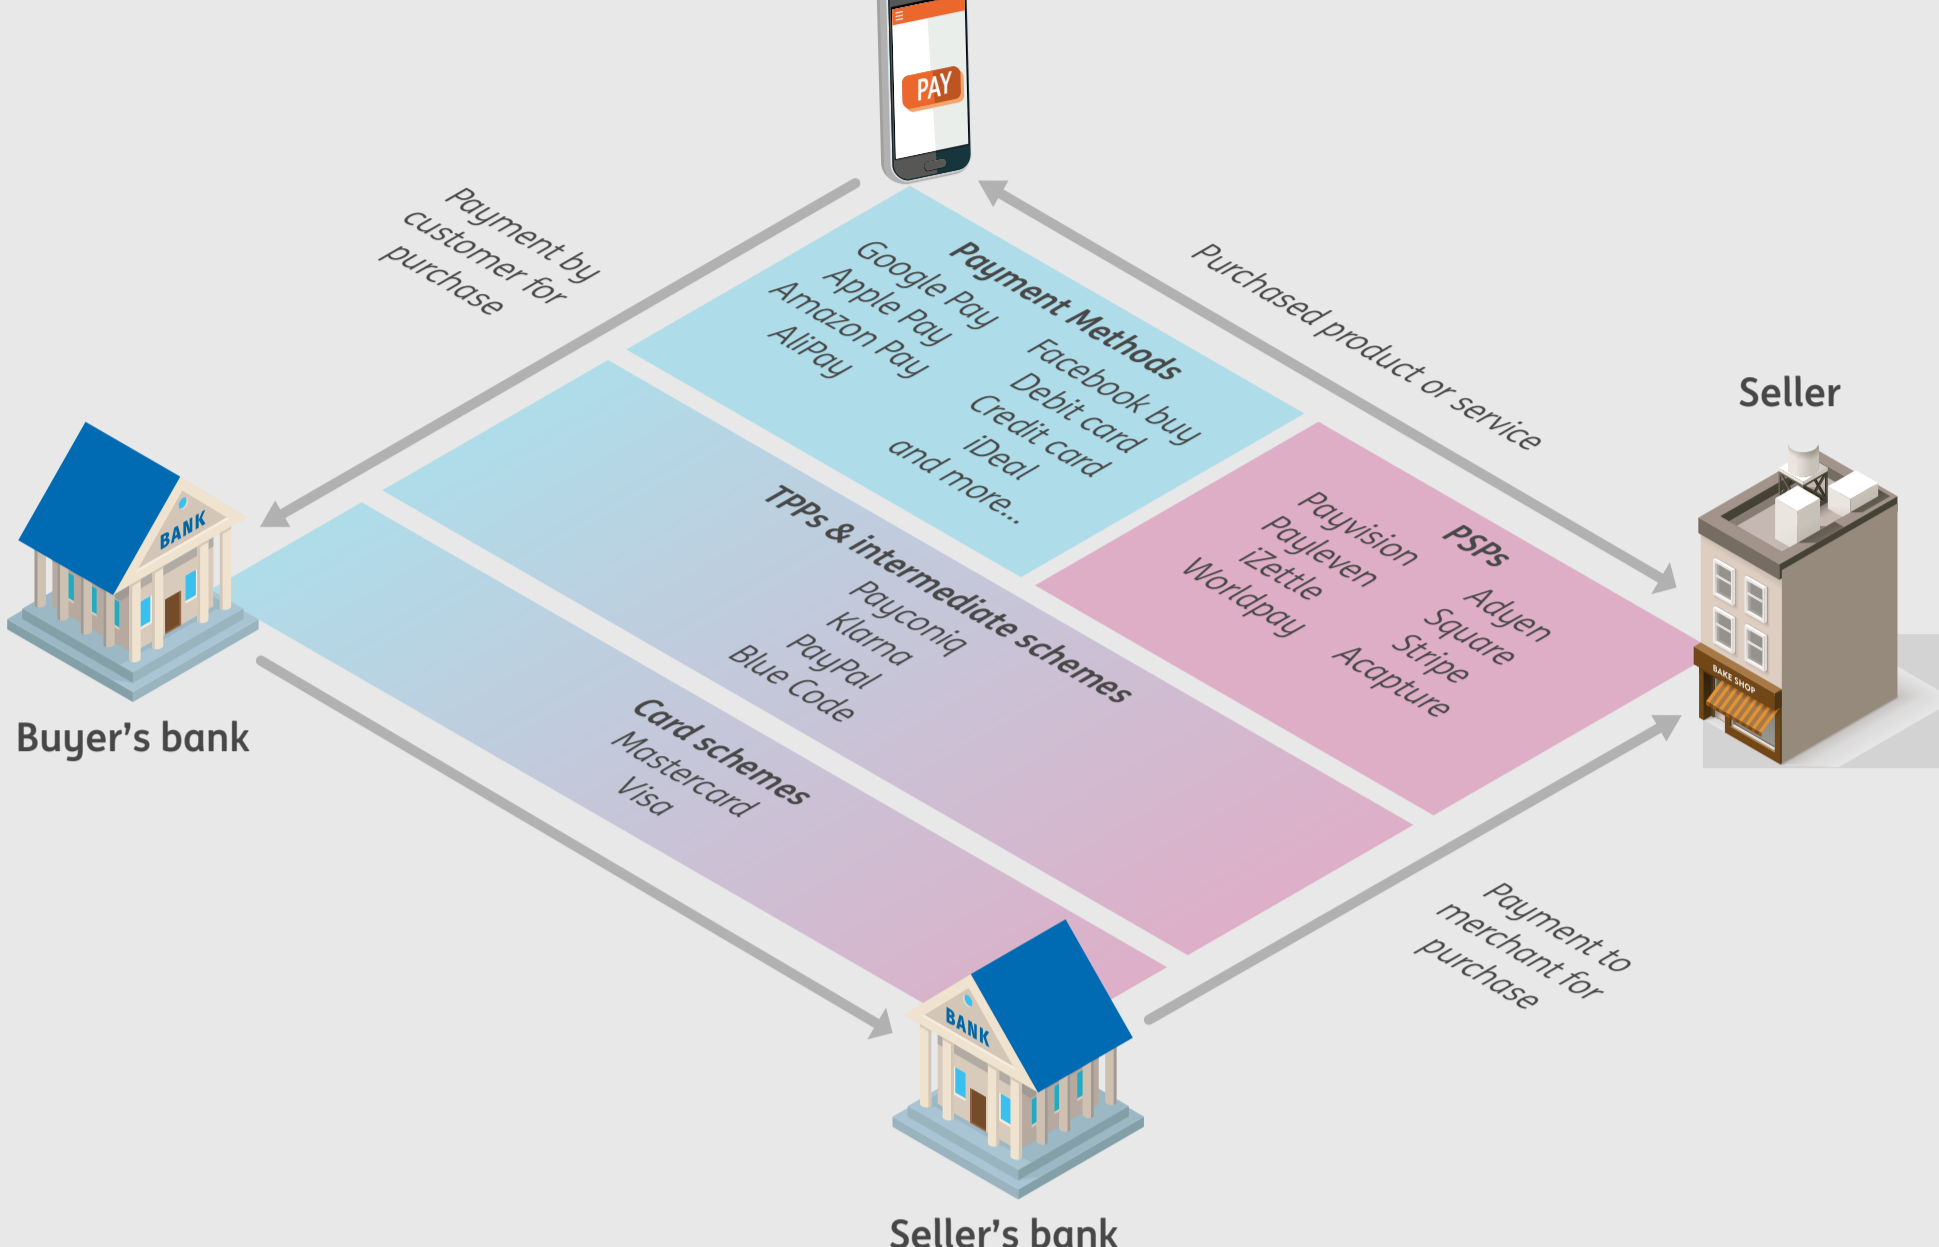 PAY
Payment by
customer for
purchase
Purchased product or service
Payment Methods
Google Pay
Apple Pay
Amazon Pay
AliPay
Facebook buy
Debit card
Credit card
iDeal
and more...
Seller
BAKE SHOP
PSPs
Payvision
Payleven
iZettle
Worldpay
Adyen
Square
Stripe
Acapture
TPPs & intermediate schemes
Payconiq
Klarna
PayPal
Blue Code
Card schemes
Mastercard
Visa
BANK
Buyer's bank
Payment to
merchant for
purchase
BANK
Seller's bank